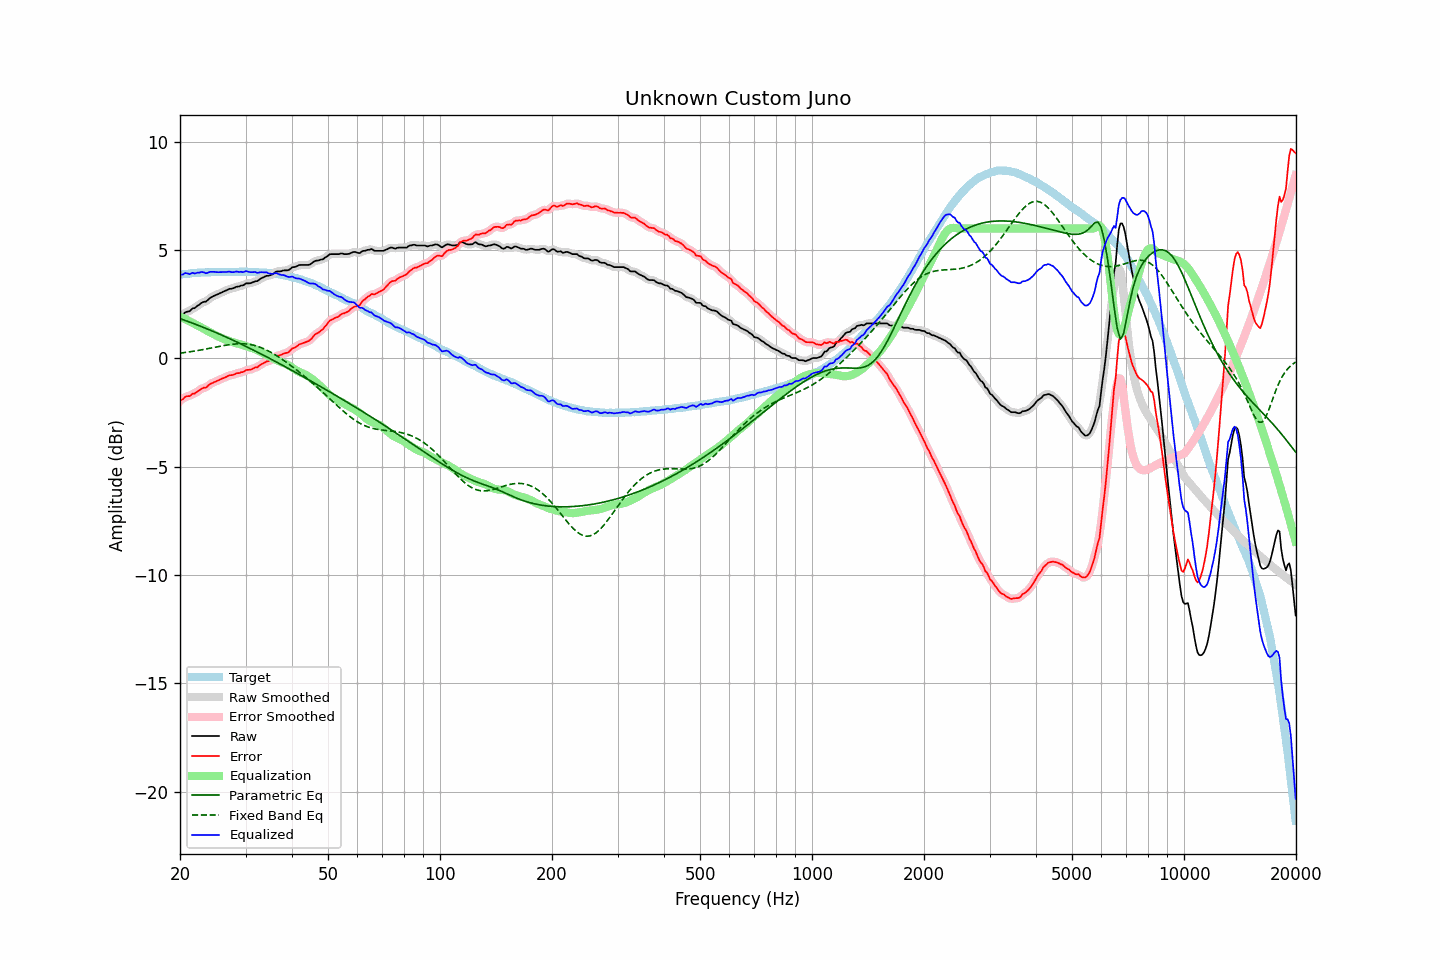 Unknown Custom Juno
10
5
0
−5
−10
−15
−20
Amplitude (dBr)
Target
Raw Smoothed
Error Smoothed
Raw
Error
Equalization
Parametric Eq
Fixed Band Eq
Equalized
20 50 100 200 500 1000 2000 5000 10000 20000
Frequency (Hz)